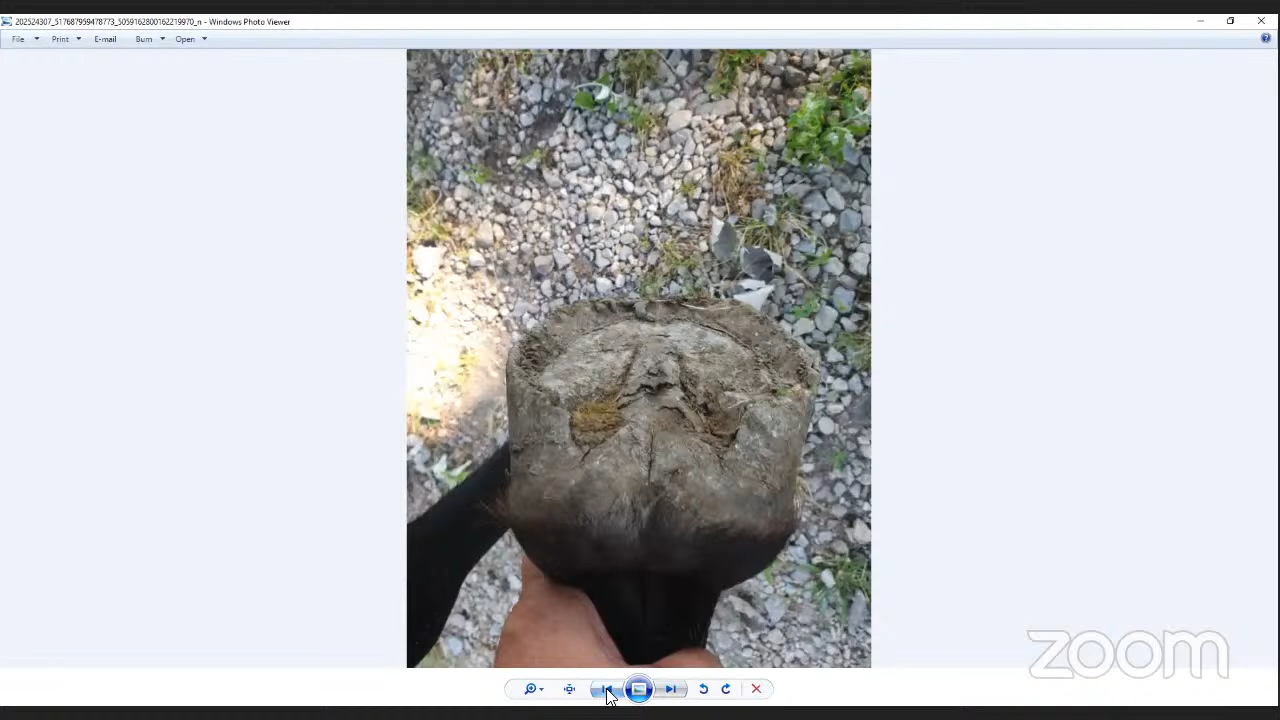 202524307_517687959478773_5059162800162219970_n - Windows Photo Viewer
File Print E-mail Burn Open
zoom